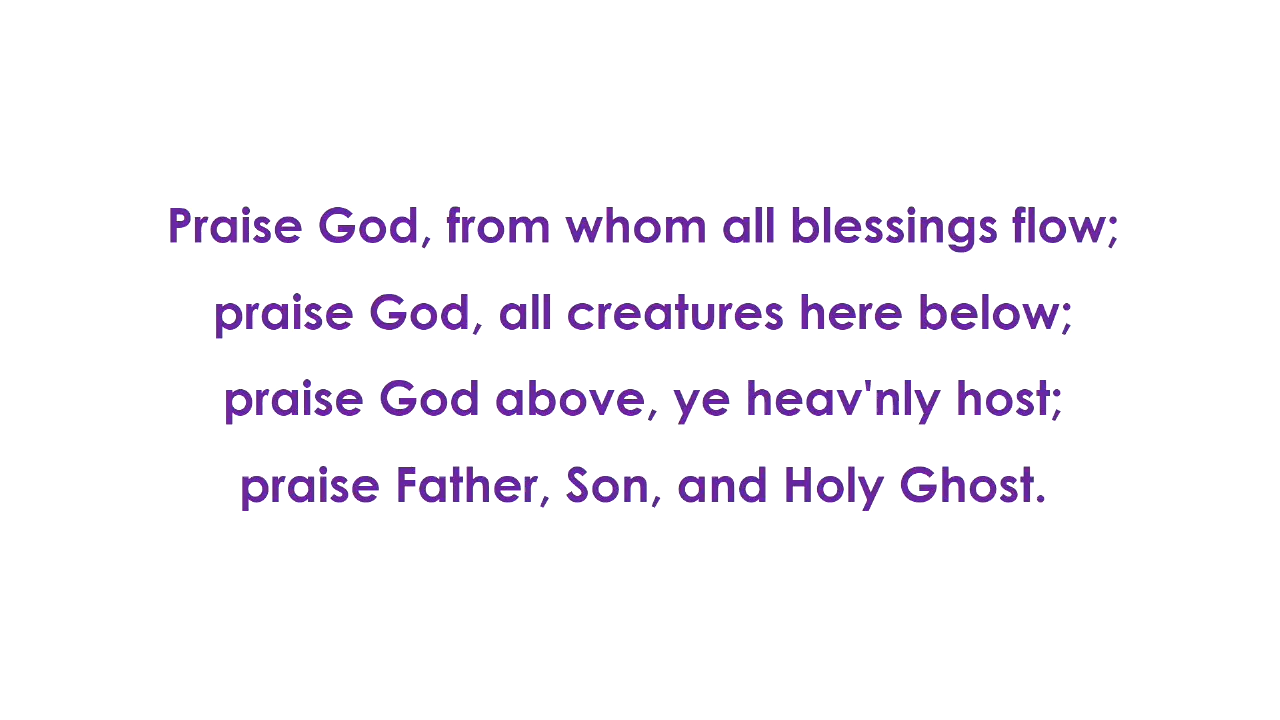 Praise God, from whom all blessings flow;
praise God, all creatures here below;
praise God above, ye heav'nly host;
praise Father, Son, and Holy Ghost.